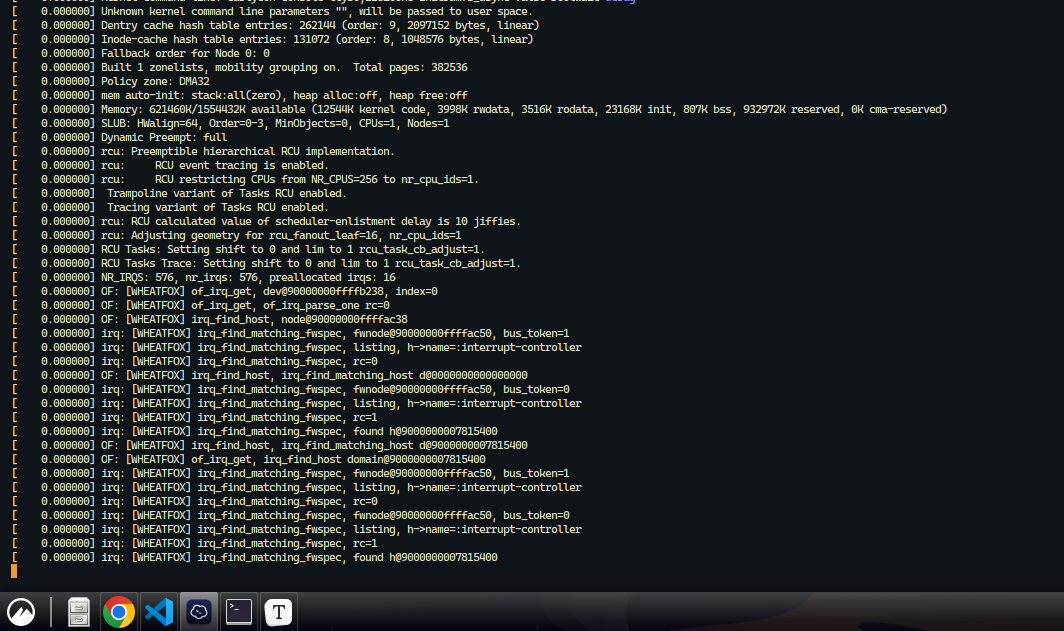 [    0.000000] Unknown kernel command line parameters "", will be passed to user space.
[    0.000000] Dentry cache hash table entries: 262144 (order: 9, 2097152 bytes, linear)
[    0.000000] Inode-cache hash table entries: 131072 (order: 8, 1048576 bytes, linear)
[    0.000000] Fallback order for Node 0: 0
[    0.000000] Built 1 zonelists, mobility grouping on.  Total pages: 382536
[    0.000000] Policy zone: DMA32
[    0.000000] mem auto-init: stack:all(zero), heap alloc:off, heap free:off
[    0.000000] Memory: 621460K/1554432K available (12544K kernel code, 3998K rwdata, 3516K rodata, 23168K init, 807K bss, 932972K reserved, 0K cma-reserved)
[    0.000000] SLUB: HWalign=64, Order=0-3, MinObjects=0, CPUs=1, Nodes=1
[    0.000000] Dynamic Preempt: full
[    0.000000] rcu: Preemptible hierarchical RCU implementation.
[    0.000000] rcu:     RCU event tracing is enabled.
[    0.000000] rcu:     RCU restricting CPUs from NR_CPUS=256 to nr_cpu_ids=1.
[    0.000000]  Trampoline variant of Tasks RCU enabled.
[    0.000000]  Tracing variant of Tasks RCU enabled.
[    0.000000] rcu: RCU calculated value of scheduler-enlistment delay is 10 jiffies.
[    0.000000] rcu: Adjusting geometry for rcu_fanout_leaf=16, nr_cpu_ids=1
[    0.000000] RCU Tasks: Setting shift to 0 and lim to 1 rcu_task_cb_adjust=1.
[    0.000000] RCU Tasks Trace: Setting shift to 0 and lim to 1 rcu_task_cb_adjust=1.
[    0.000000] NR_IRQS: 576, nr_irqs: 576, preallocated irqs: 16
[    0.000000] OF: [WHEATFOX] of_irq_get, dev@90000000ffffb238, index=0
[    0.000000] OF: [WHEATFOX] of_irq_get, of_irq_parse_one rc=0
[    0.000000] OF: [WHEATFOX] irq_find_host, node@90000000ffffac38
[    0.000000] irq: [WHEATFOX] irq_find_matching_fwspec, fwnode@90000000ffffac50, bus_token=1
[    0.000000] irq: [WHEATFOX] irq_find_matching_fwspec, listing, h->name=:interrupt-controller
[    0.000000] irq: [WHEATFOX] irq_find_matching_fwspec, rc=0
[    0.000000] OF: [WHEATFOX] irq_find_host, irq_find_matching_host d@0000000000000000
[    0.000000] irq: [WHEATFOX] irq_find_matching_fwspec, fwnode@90000000ffffac50, bus_token=0
[    0.000000] irq: [WHEATFOX] irq_find_matching_fwspec, listing, h->name=:interrupt-controller
[    0.000000] irq: [WHEATFOX] irq_find_matching_fwspec, rc=1
[    0.000000] irq: [WHEATFOX] irq_find_matching_fwspec, found h@9000000007815400
[    0.000000] OF: [WHEATFOX] irq_find_host, irq_find_matching_host d@9000000007815400
[    0.000000] OF: [WHEATFOX] of_irq_get, irq_find_host domain@9000000007815400
[    0.000000] irq: [WHEATFOX] irq_find_matching_fwspec, fwnode@90000000ffffac50, bus_token=1
[    0.000000] irq: [WHEATFOX] irq_find_matching_fwspec, listing, h->name=:interrupt-controller
[    0.000000] irq: [WHEATFOX] irq_find_matching_fwspec, rc=0
[    0.000000] irq: [WHEATFOX] irq_find_matching_fwspec, fwnode@90000000ffffac50, bus_token=0
[    0.000000] irq: [WHEATFOX] irq_find_matching_fwspec, listing, h->name=:interrupt-controller
[    0.000000] irq: [WHEATFOX] irq_find_matching_fwspec, rc=1
[    0.000000] irq: [WHEATFOX] irq_find_matching_fwspec, found h@9000000007815400
>_ T